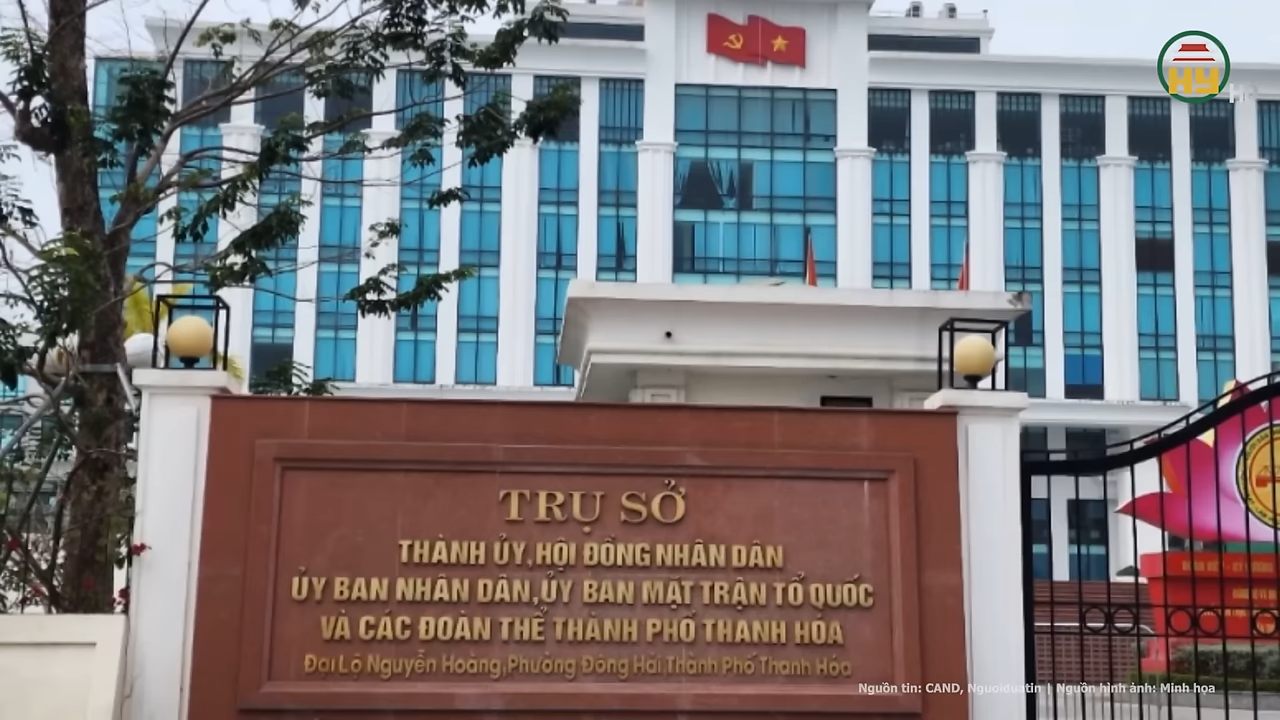 HY
TRỤ SỞ
THÀNH ỦY, HỘI ĐỒNG NHÂN DÂN
ỦY BAN NHÂN DÂN, ỦY BAN MẶT TRẬN TỔ QUỐC
VÀ CÁC ĐOÀN THỂ THÀNH PHỐ THANH HÓA
Đại Lộ Nguyễn Hoàng, Phường Đông Hải Thành Phố Thanh Hóa
Nguồn tin: CAND, Nguoiduatin | Nguồn hình ảnh: Minh họa